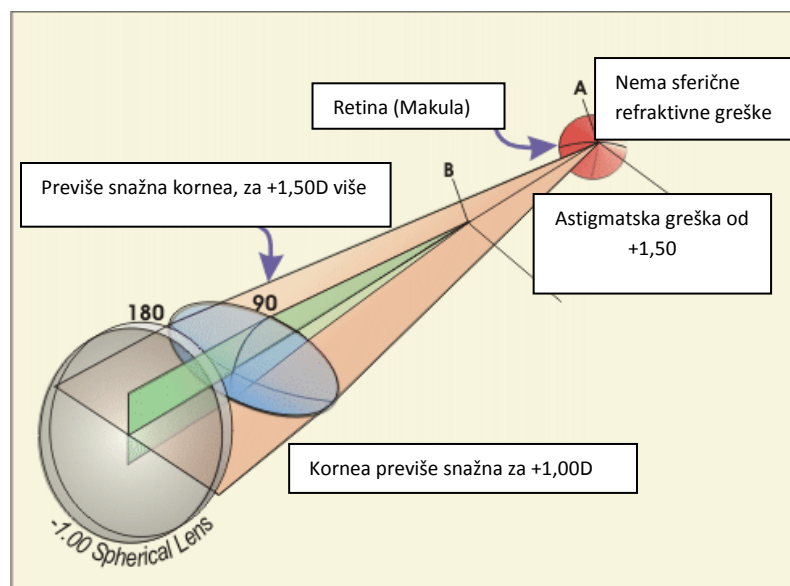 Nema sferične
refraktivne greške
A
Retina (Makula)
Previše snažna kornea, za +1,50D više
B
Astigmatska greška od
+1,50
180
90
Kornea previše snažna za +1,00D
-1.00 Spherical Lens